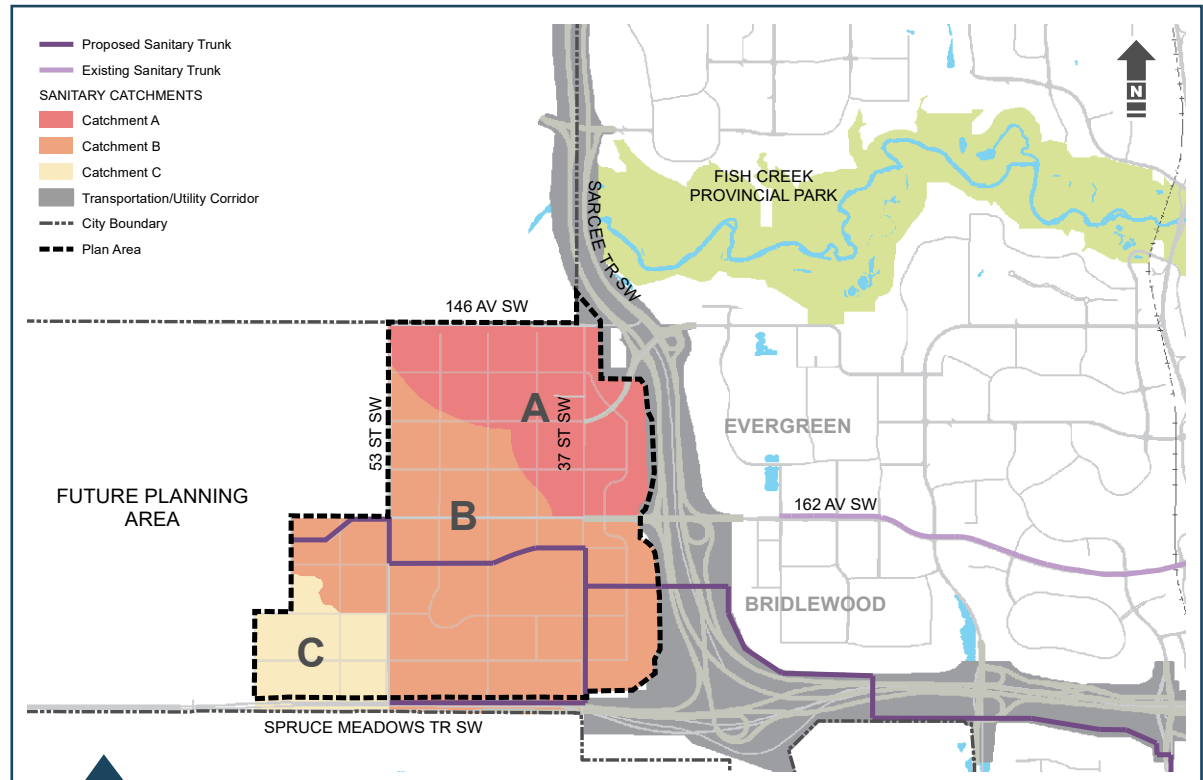 Proposed Sanitary Trunk
Existing Sanitary Trunk
SANITARY CATCHMENTS
Catchment A
Catchment B
Catchment C
Transportation/Utility Corridor
City Boundary
Plan Area
N
FISH CREEK
PROVINCIAL PARK
SARCEE TR SW
146 AV SW
A
53 ST SW
37 ST SW
EVERGREEN
FUTURE PLANNING
AREA
B
162 AV SW
BRIDLEWOOD
C
SPRUCE MEADOWS TR SW